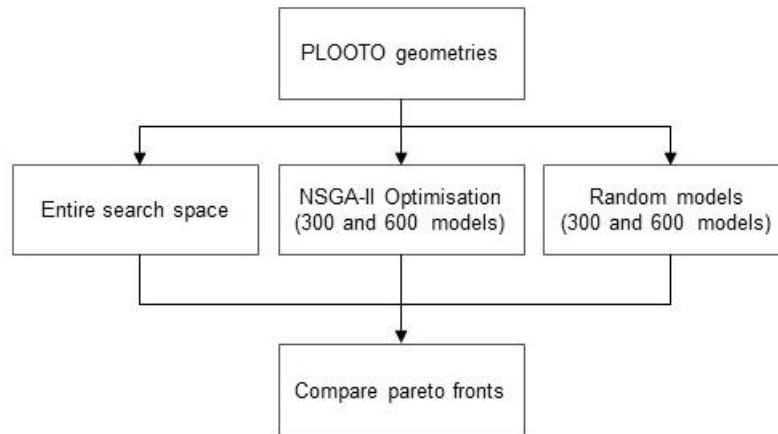 PLOOTO geometries
Entire search space
NSGA-II Optimisation
(300 and 600 models)
Random models
(300 and 600 models)
Compare pareto fronts